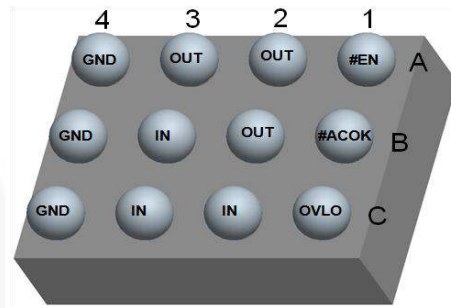 4 3 2 1
GND OUT OUT #EN A
GND IN OUT #ACOK B
GND IN IN OVLO C